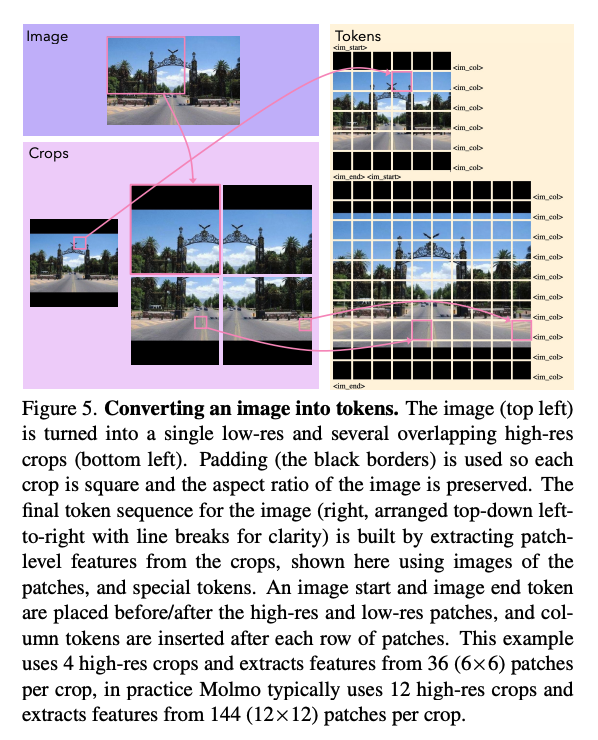 Image
Tokens
<im_start>
<im_col>
<im_col>
<im_col>
<im_col>
<im_col>
<im_col>
Crops
<im_end> <im_start>
<im_col>
<im_col>
<im_col>
<im_col>
<im_col>
<im_col>
<im_col>
<im_col>
<im_col>
<im_col>
<im_end>
Figure 5. Converting an image into tokens. The image (top left)
is turned into a single low-res and several overlapping high-res
crops (bottom left). Padding (the black borders) is used so each
crop is square and the aspect ratio of the image is preserved. The
final token sequence for the image (right, arranged top-down left-
to-right with line breaks for clarity) is built by extracting patch-
level features from the crops, shown here using images of the
patches, and special tokens. An image start and image end token
are placed before/after the high-res and low-res patches, and col-
umn tokens are inserted after each row of patches. This example
uses 4 high-res crops and extracts features from 36 (6×6) patches
per crop, in practice Molmo typically uses 12 high-res crops and
extracts features from 144 (12×12) patches per crop.